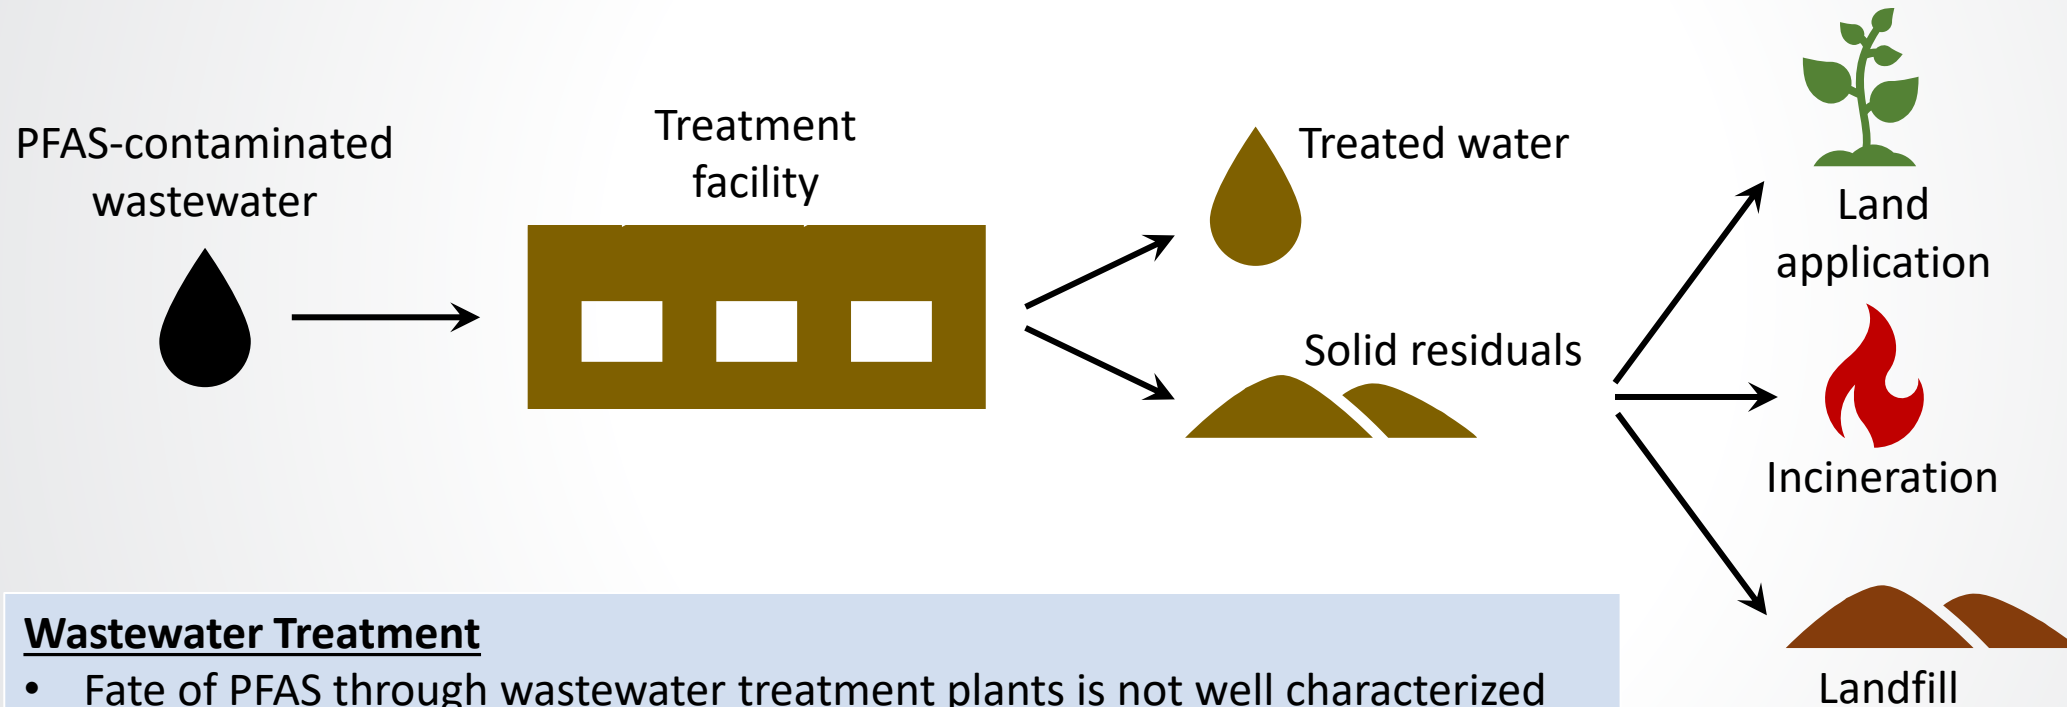 PFAS-contaminated
wastewater
Treatment
facility
Treated water
Solid residuals
Land
application
Incineration
Landfill
Wastewater Treatment
• Fate of PFAS through wastewater treatment plants is not well characterized